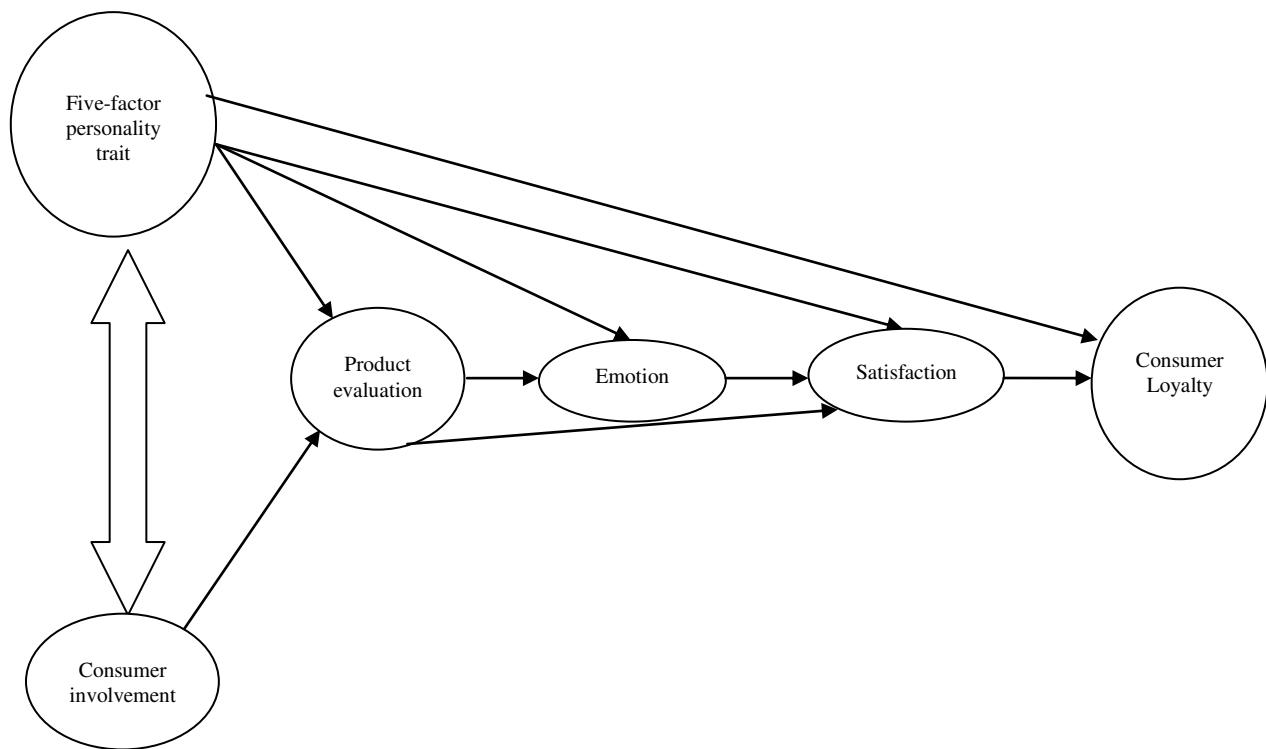 Five-factor
personality
trait
Product
evaluation
Emotion
Satisfaction
Consumer
Loyalty
Consumer
involvement